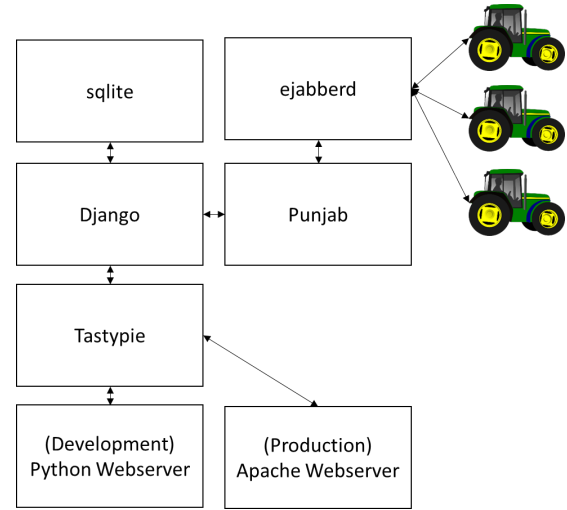 sqlite
ejabberd
Django
Punjab
Tastypie
(Development)
Python Webserver
(Production)
Apache Webserver